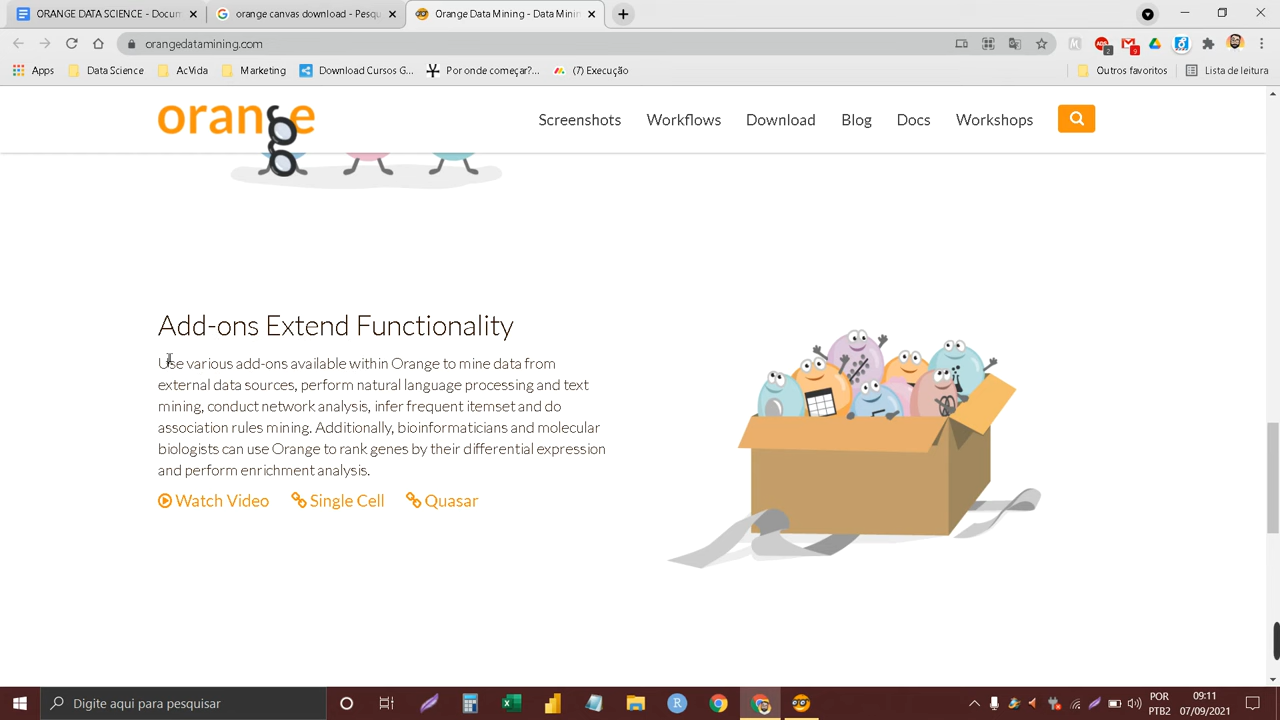 ORANGE DATA SCIENCE - Docum
orange canvas download - Pesqu
Orange Data Mining - Data Minin
orangedatamining.com
Apps
Data Science
AcVida
Marketing
Download Cursos G...
Por onde começar?...
(7) Execução
Outros favoritos
Lista de leitura
orange
Screenshots
Workflows
Download
Blog
Docs
Workshops
Add-ons Extend Functionality
Use various add-ons available within Orange to mine data from
external data sources, perform natural language processing and text
mining, conduct network analysis, infer frequent itemset and do
association rules mining. Additionally, bioinformaticians and molecular
biologists can use Orange to rank genes by their differential expression
and perform enrichment analysis.
Watch Video
Single Cell
Quasar
Digite aqui para pesquisar
POR
PTB2
09:11
07/09/2021